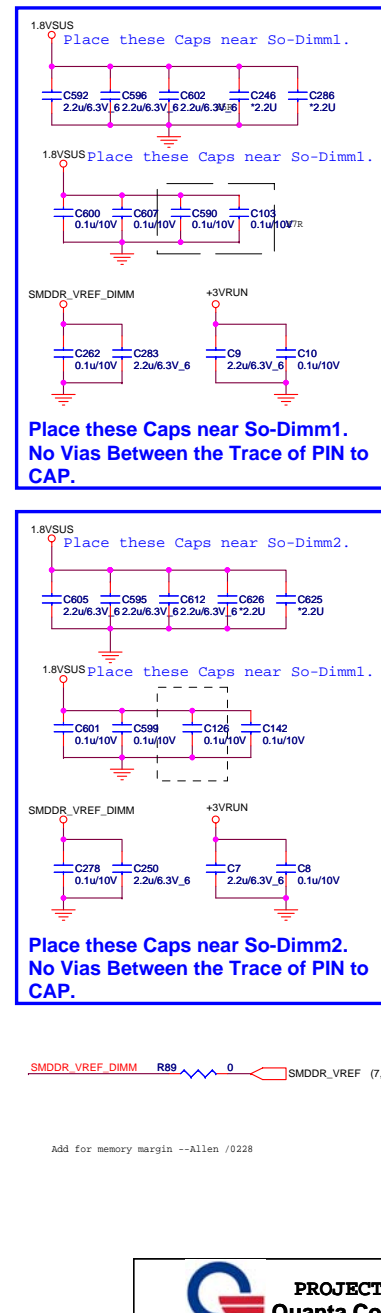 1.8VSUS
Place these Caps near So-Dimm1.
C592 C596 C602 C246 C286
2.2u/6.3V_6 2.2u/6.3V_6 2.2u/6.3V_6 *2.2U *2.2U
1.8VSUS Place these Caps near So-Dimm1.
C600 C607 C590 C103
0.1u/10V 0.1u/10V 0.1u/10V 0.1u/10V
SMDDR_VREF_DIMM +3VRUN
C262 C283 C9 C10
0.1u/10V 2.2u/6.3V_6 2.2u/6.3V_6 0.1u/10V
Place these Caps near So-Dimm1.
No Vias Between the Trace of PIN to
CAP.
1.8VSUS
Place these Caps near So-Dimm2.
C605 C595 C612 C626 C625
2.2u/6.3V_6 2.2u/6.3V_6 2.2u/6.3V_6 *2.2U *2.2U
1.8VSUS Place these Caps near So-Dimm1.
C601 C599 C126 C142
0.1u/10V 0.1u/10V 0.1u/10V 0.1u/10V
SMDDR_VREF_DIMM +3VRUN
C278 C250 C7 C8
0.1u/10V 2.2u/6.3V_6 2.2u/6.3V_6 0.1u/10V
Place these Caps near So-Dimm2.
No Vias Between the Trace of PIN to
CAP.
SMDDR_VREF_DIMM R89 0 SMDDR_VREF (7,
Add for memory margin --Allen /0228
PROJECT
Quanta Co